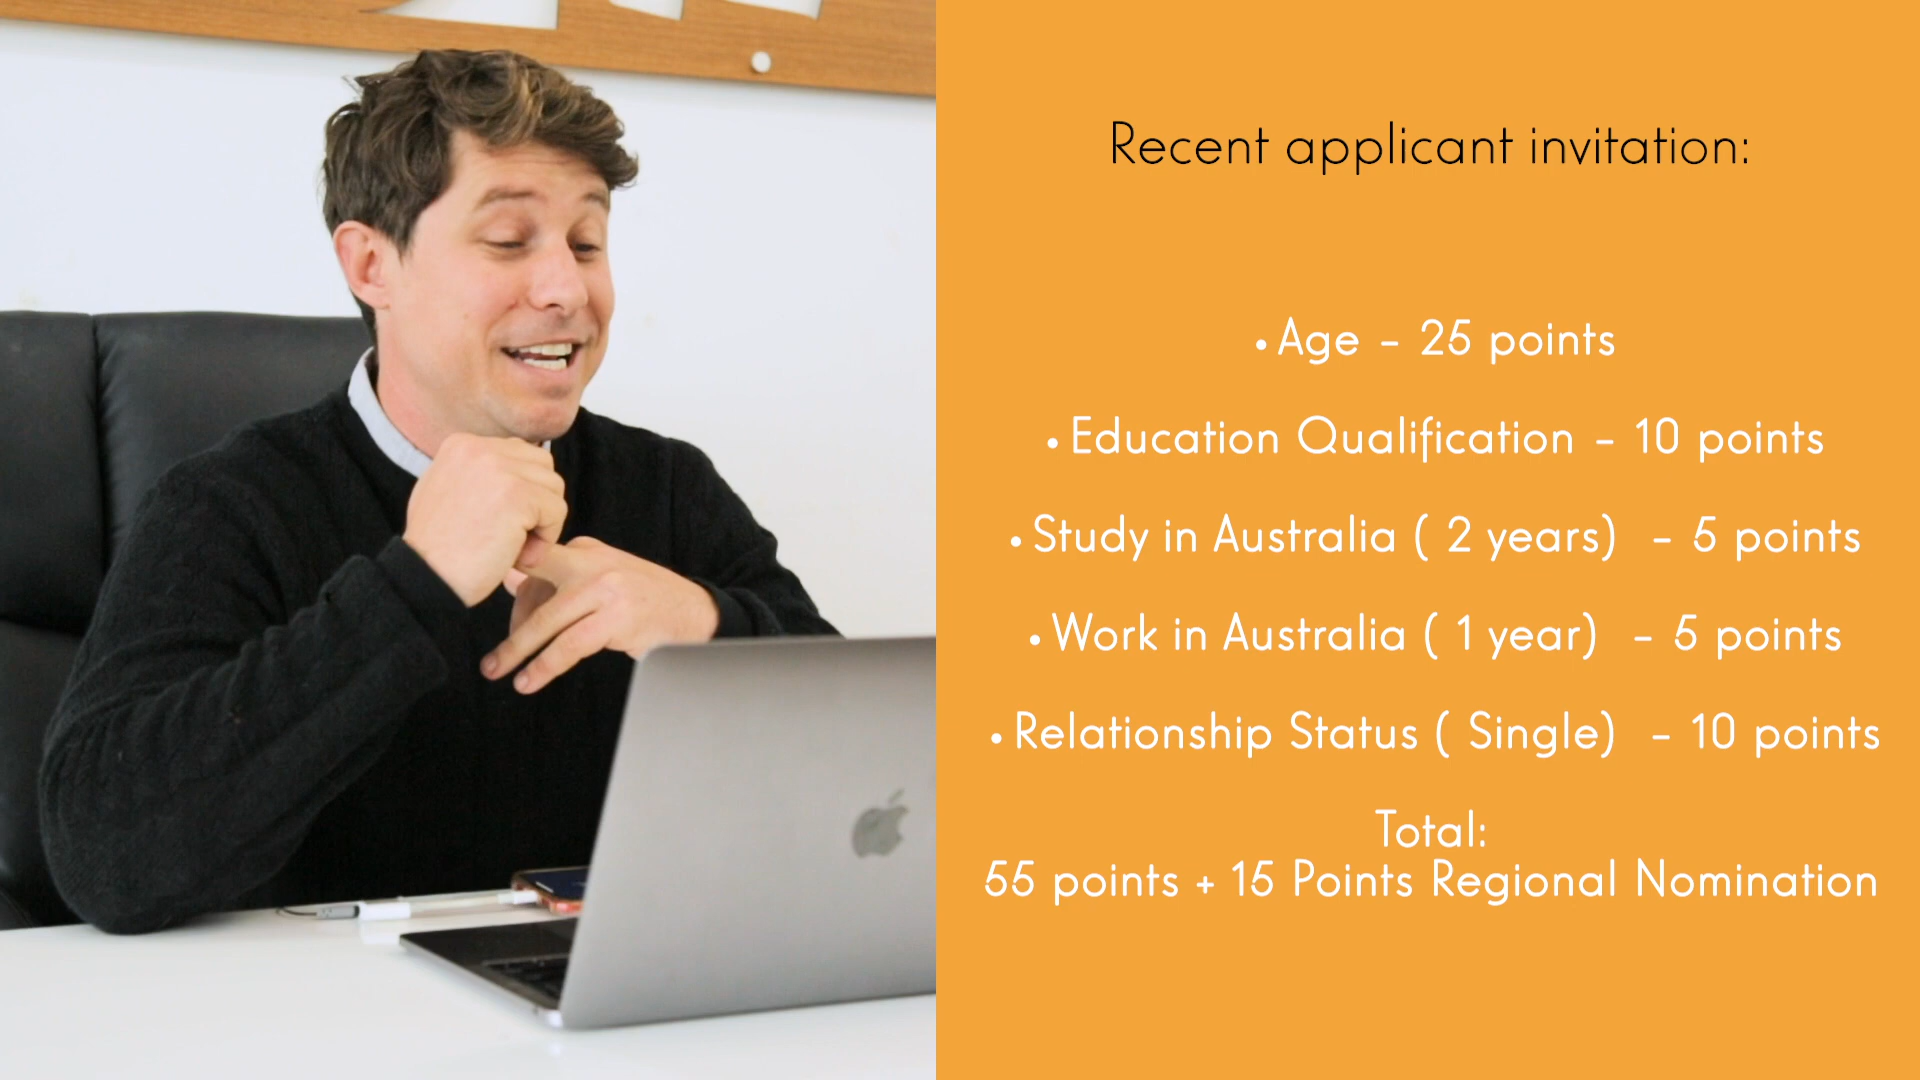 Recent applicant invitation:
• Age - 25 points
• Education Qualification - 10 points
• Study in Australia ( 2 years) - 5 points
• Work in Australia ( 1 year) - 5 points
• Relationship Status ( Single) - 10 points
Total:
55 points + 15 Points Regional Nomination